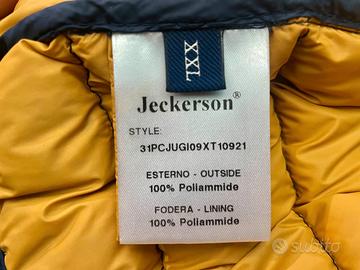 XXL
Jeckerson®
STYLE:
31PCJUGI09XT10921
ESTERNO - OUTSIDE
100% Poliammide
FODERA - LINING
100% Poliammide
subito